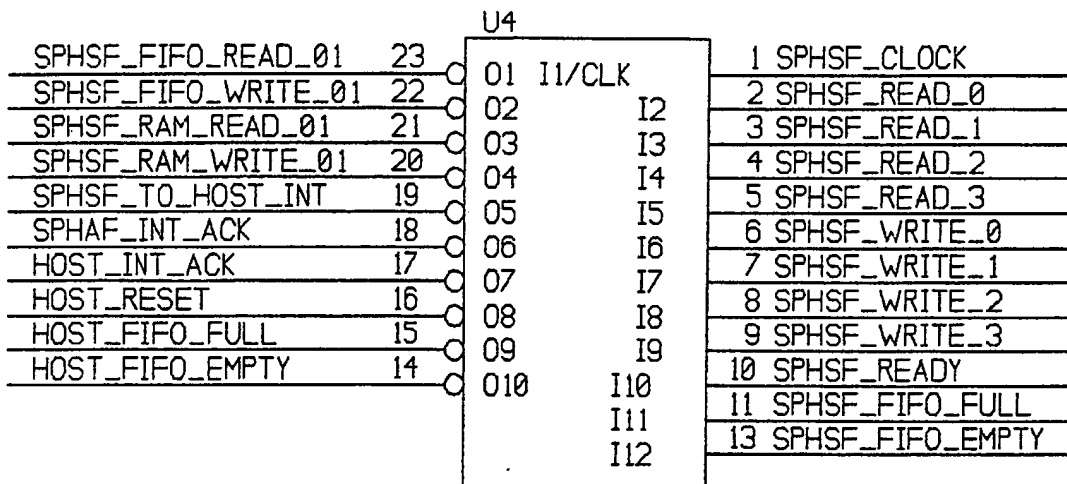 U4
SPHSF_FIFO_READ_01 23 O1 I1/CLK 1 SPHSF_CLOCK
SPHSF_FIFO_WRITE_01 22 O2 I2 2 SPHSF_READ_0
SPHSF_RAM_READ_01 21 O3 I3 3 SPHSF_READ_1
SPHSF_RAM_WRITE_01 20 O4 I4 4 SPHSF_READ_2
SPHSF_TO_HOST_INT 19 O5 I5 5 SPHSF_READ_3
SPHAF_INT_ACK 18 O6 I6 6 SPHSF_WRITE_0
HOST_INT_ACK 17 O7 I7 7 SPHSF_WRITE_1
HOST_RESET 16 O8 I8 8 SPHSF_WRITE_2
HOST_FIFO_FULL 15 O9 I9 9 SPHSF_WRITE_3
HOST_FIFO_EMPTY 14 O10 I10 10 SPHSF_READY
I11 11 SPHSF_FIFO_FULL
I12 13 SPHSF_FIFO_EMPTY